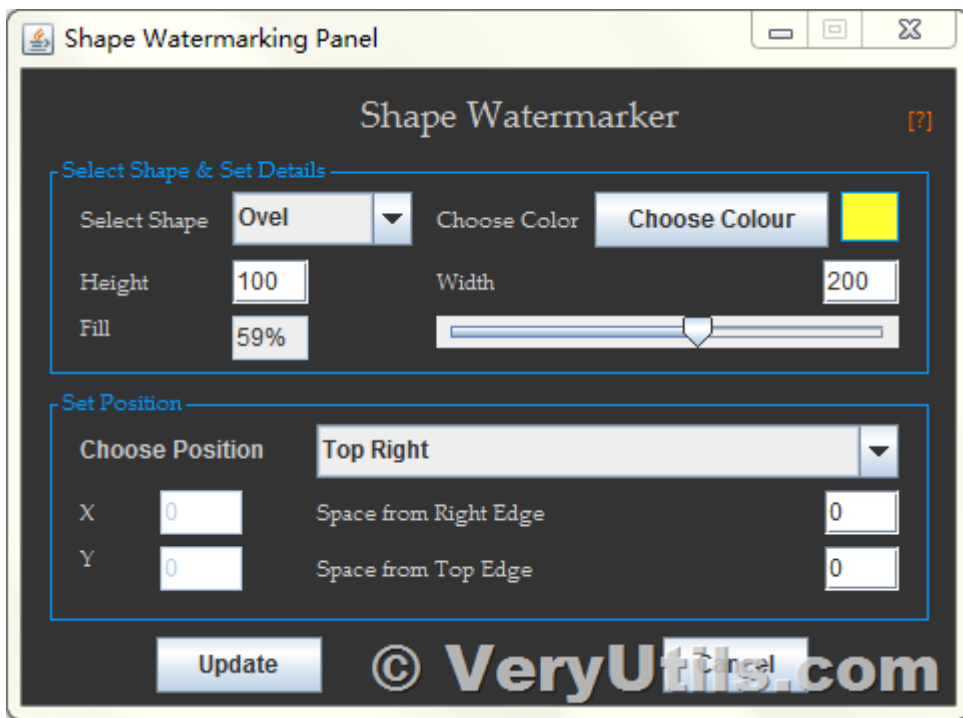 Shape Watermarking Panel
Shape Watermarker
[?]
Select Shape & Set Details
Select Shape Ovel Choose Color Choose Colour
Height 100 Width 200
Fill 59%
Set Position
Choose Position Top Right
X 0 Space from Right Edge 0
Y 0 Space from Top Edge 0
Update Cancel
© VeryUtils.com